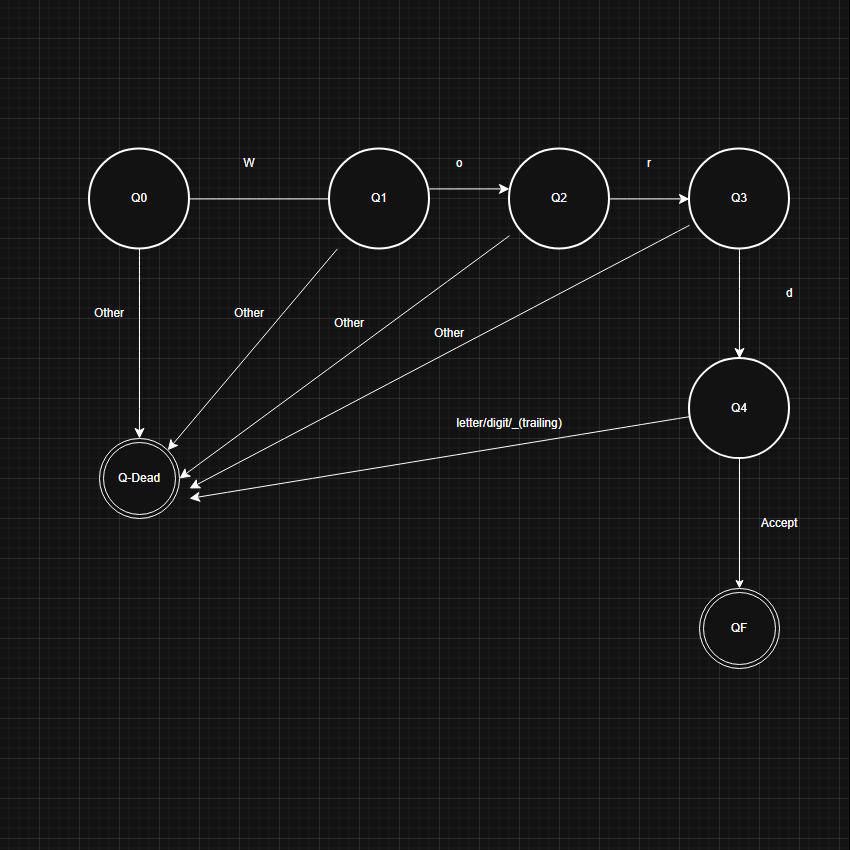 W
o
r
Q0
Q1
Q2
Q3
d
Other
Other
Other
Other
Q4
letter/digit/_(trailing)
Q-Dead
Accept
QF